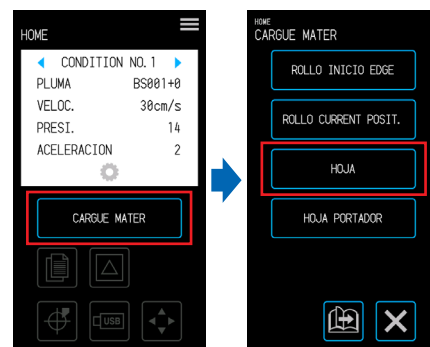 HOME
CONDITION NO.1
PLUMA BS001+0
VELOC. 30cm/s
PRESI. 14
ACELERACION 2
CARGUE MATER
USB
HOME
CARGUE MATER
ROLLO INICIO EDGE
ROLLO CURRENT POSIT.
HOJA
HOJA PORTADOR